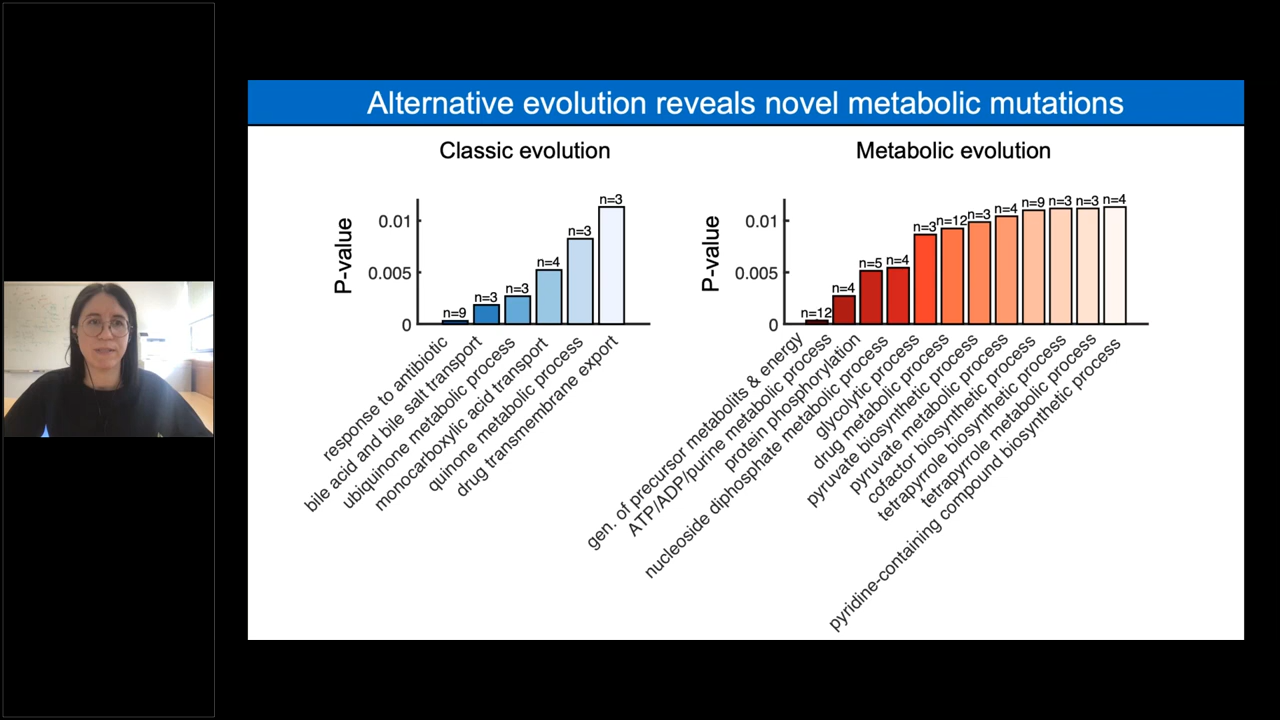 Alternative evolution reveals novel metabolic mutations
Classic evolution
P-value
0.01
0.005
0
n=9
n=3
n=3
n=4
n=3
n=3
response to antibiotic
bile acid and bile salt transport
ubiquinone metabolic process
monocarboxylic acid transport
quinone metabolic process
drug transmembrane export
Metabolic evolution
P-value
0.01
0.005
0
n=12
n=4
n=5
n=4
n=3
n=12
n=3
n=4
n=9
n=3
n=3
n=4
gen. of precursor metabolits & energy
ATP/ADP/purine metabolic process
protein phosphorylation
nucleoside diphosphate metabolic process
glycolytic process
drug metabolic process
pyruvate biosynthetic process
pyruvate metabolic process
cofactor biosynthetic process
tetrapyrrole biosynthetic process
tetrapyrrole metabolic process
pyridine-containing compound biosynthetic process